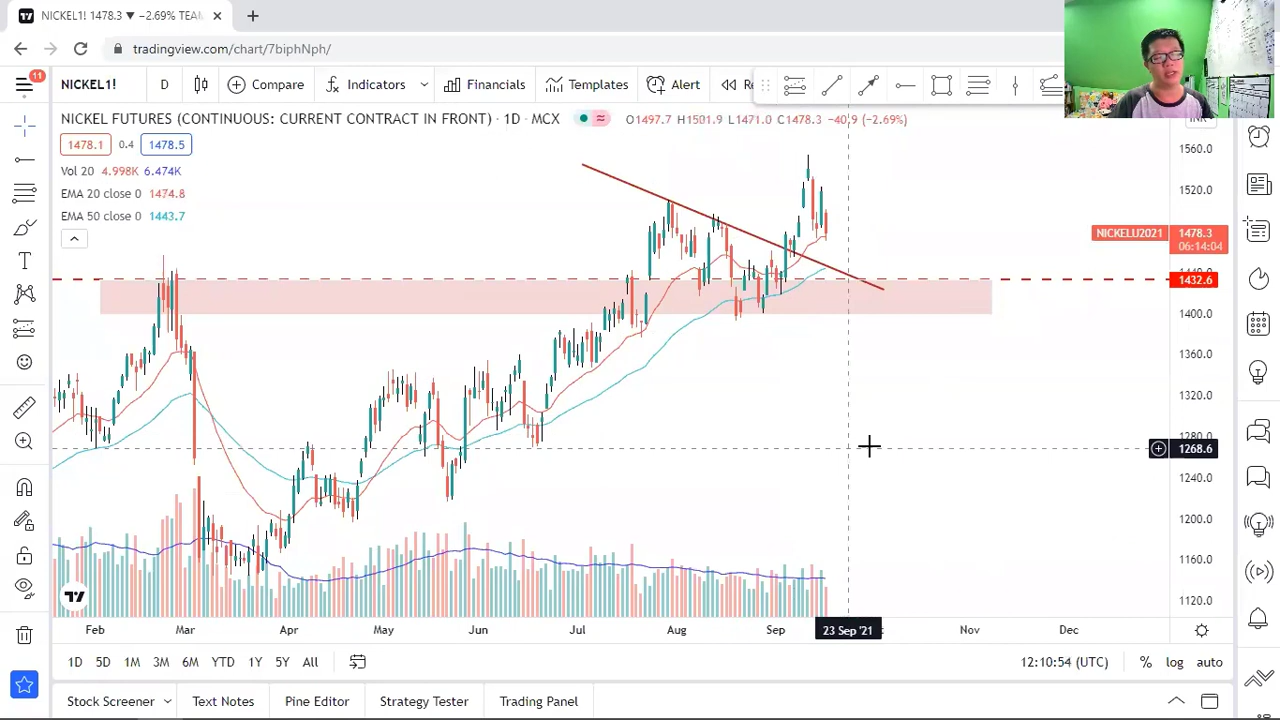 NICKEL1! 1478.3 ▼ −2.69% TEAM
tradingview.com/chart/7biphNph/
11
NICKEL1! D Compare Indicators Financials Templates Alert Re
NICKEL FUTURES (CONTINUOUS: CURRENT CONTRACT IN FRONT) · 1D · MCX O1497.7 H1501.9 L1471.0 C1478.3 −40.9 (−2.69%)
1478.1 0.4 1478.5
Vol 20 4.998K 6.474K
EMA 20 close 0 1474.8
EMA 50 close 0 1443.7
1560.0
1520.0
NICKELU2021 1478.3
06:14:04
1440.0
1432.6
1400.0
1360.0
1320.0
1280.0
1268.6
1240.0
1200.0
1160.0
1120.0
Feb Mar Apr May Jun Jul Aug Sep 23 Sep '21 Nov Dec
1D 5D 1M 3M 6M YTD 1Y 5Y All 12:10:54 (UTC) % log auto
Stock Screener Text Notes Pine Editor Strategy Tester Trading Panel